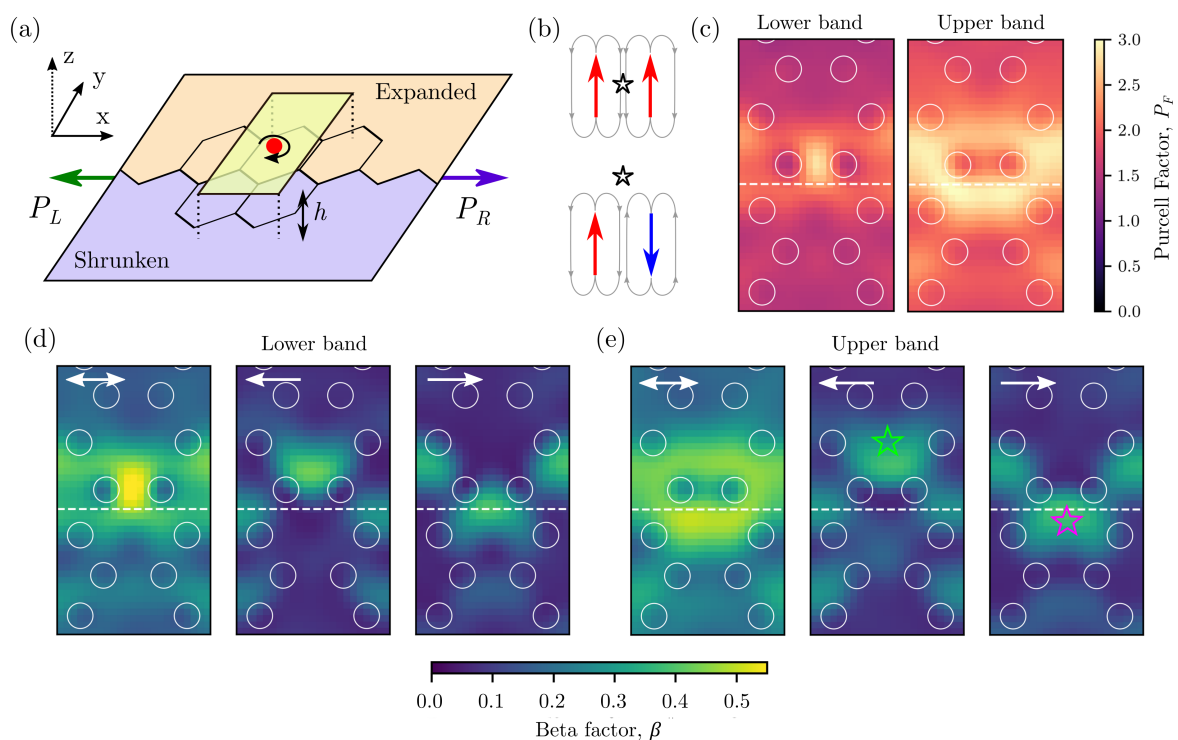 (a)
(b)
(c)
Lower band
Upper band
z
y
x
Expanded
Shrunken
P_L
P_R
h
3.0
2.5
2.0
1.5
1.0
0.5
0.0
Purcell Factor, P_F
(d)
Lower band
(e)
Upper band
0.0 0.1 0.2 0.3 0.4 0.5
Beta factor, β